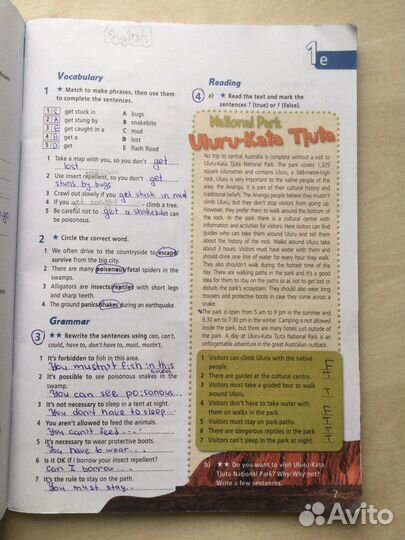 English
1e
Vocabulary
1 ★ Match to make phrases, then use them
to complete the sentences.
1 C get stuck in A bugs
2 A get stung by B snakebite
3 E get caught in a C mud
4 B get a D lost
5 D get E flash flood
1 Take a map with you, so you don't get
lost
2 Use insect repellent, so you don't get
stung by bugs
3 Crawl out slowly if you get stuck in mud
4 If you get caught – climb a tree.
5 Be careful not to get a snakebite: can
be poisonous.
2 ★ Circle the correct word.
1 We often drive to the countryside to escape/
survive from the big city.
2 There are many poisonous/fatal spiders in the
swamps.
3 Alligators are insects/reptiles with short legs
and sharp teeth.
4 The ground panics/shakes during an earthquake.
Grammar
3 ★★ Rewrite the sentences using can, can't,
could, have to, don't have to, must, mustn't.
1 It's forbidden to fish in this area.
You mustn't fish in this
area
2 It's possible to see poisonous snakes in the
swamp.
You can see poisonous...
3 It's not necessary to sleep in a tent at night.
You don't have to sleep...
4 You aren't allowed to feed the animals.
You can't feed...
5 It's necessary to wear protective boots.
You have to wear...
6 Is it OK if I borrow your insect repellent?
can I borrow...
7 It's the rule to stay on the path.
You must stay...
Reading
4 a) ★ Read the text and mark the
sentences T (true) or F (false).
National Park
Uluru-Kata Tjuta
No trip to central Australia is complete without a visit to
Uluru-Kata Tjuta National Park. The park covers 1,325
square kilometres and contains Uluru, a 348-metre-high
rock. Uluru is very important to the native people of the
area, the Anangu. It is part of their cultural history and
traditional beliefs. The Anangu people believe they mustn't
climb Uluru, but they don't stop visitors from going up.
However, they prefer them to walk around the bottom of
the rock. In the park there is a cultural centre with
information and activities for visitors. Here visitors can find
guides who can take them around Uluru and tell them
about the history of the rock. Walks around Uluru take
about 3 hours. Visitors must have water with them and
should drink one litre of water for every hour they walk.
They also shouldn't walk during the hottest time of the
day. There are walking paths in the park and it's a good
idea for them to stay on the paths so as not to get lost or
disturb the park's ecosystem. They should also wear long
trousers and protective boots in case they come across a
snake.
The park is open from 5 am to 9 pm in the summer and
6:30 am to 7:30 pm in the winter. Camping is not allowed
inside the park, but there are many hotels just outside of
the park. A day at Uluru-Kata Tjuta National Park is an
unforgettable adventure in the great Australian outback.
1 Visitors can climb Uluru with the native
people. F
2 There are guides at the cultural centre. T
3 Visitors must take a guided tour to walk
around Uluru.
4 Visitors don't have to take water with
them on walks in the park. F
5 Visitors must stay on park paths
6 There are dangerous reptiles in the park. T
7 Visitors can't sleep in the park at night. T
b) ★★ Do you want to visit Uluru-Kata
Tjuta National Park? Why/Why not?
Write a few sentences.
7
Avito